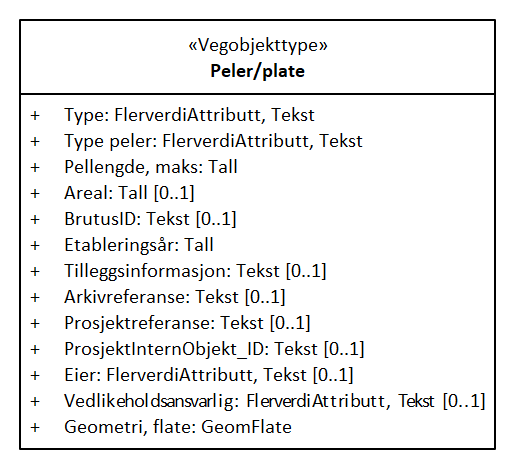 «Vegobjekttype»
Peler/plate
+ Type: FlerverdiAttributt, Tekst
+ Type peler: FlerverdiAttributt, Tekst
+ Pellengde, maks: Tall
+ Areal: Tall [0..1]
+ BrutusID: Tekst [0..1]
+ Etableringsår: Tall
+ Tilleggsinformasjon: Tekst [0..1]
+ Arkivreferanse: Tekst [0..1]
+ Prosjektreferanse: Tekst [0..1]
+ ProsjektInternObjekt_ID: Tekst [0..1]
+ Eier: FlerverdiAttributt, Tekst [0..1]
+ Vedlikeholdsansvarlig: FlerverdiAttributt, Tekst [0..1]
+ Geometri, flate: GeomFlate